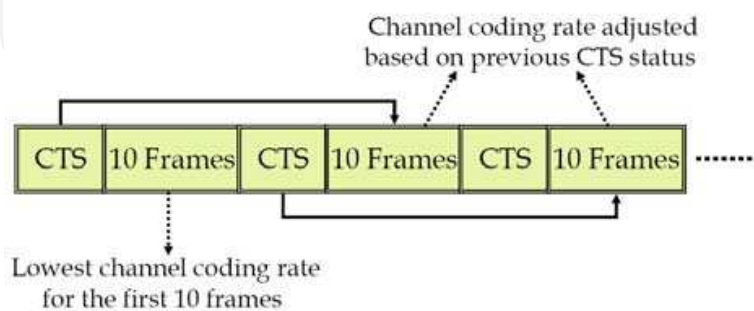 Channel coding rate adjusted
based on previous CTS status
CTS 10 Frames CTS 10 Frames CTS 10 Frames
Lowest channel coding rate
for the first 10 frames